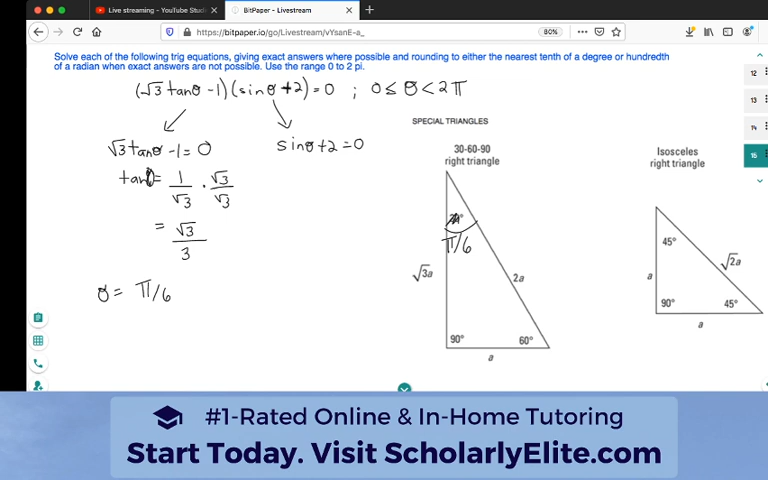 Live streaming - YouTube Studi
BitPaper - Livestream
https://bitpaper.io/go/Livestream/vYsanE-a_
80%
Solve each of the following trig equations, giving exact answers where possible and rounding to either the nearest tenth of a degree or hundredth
of a radian when exact answers are not possible. Use the range 0 to 2 pi.
(√3 tanθ -1)(sinθ+2)=0 ; 0 ≤ θ < 2π
√3 tanθ -1 = 0
sinθ+2=0
tanθ = 1/√3 · √3/√3
= √3/3
θ = π/6
SPECIAL TRIANGLES
30-60-90
right triangle
π/6
√3a
2a
90°
60°
a
Isosceles
right triangle
45°
√2a
a
90°
45°
a
12
13
14
15
#1-Rated Online & In-Home Tutoring
Start Today. Visit ScholarlyElite.com